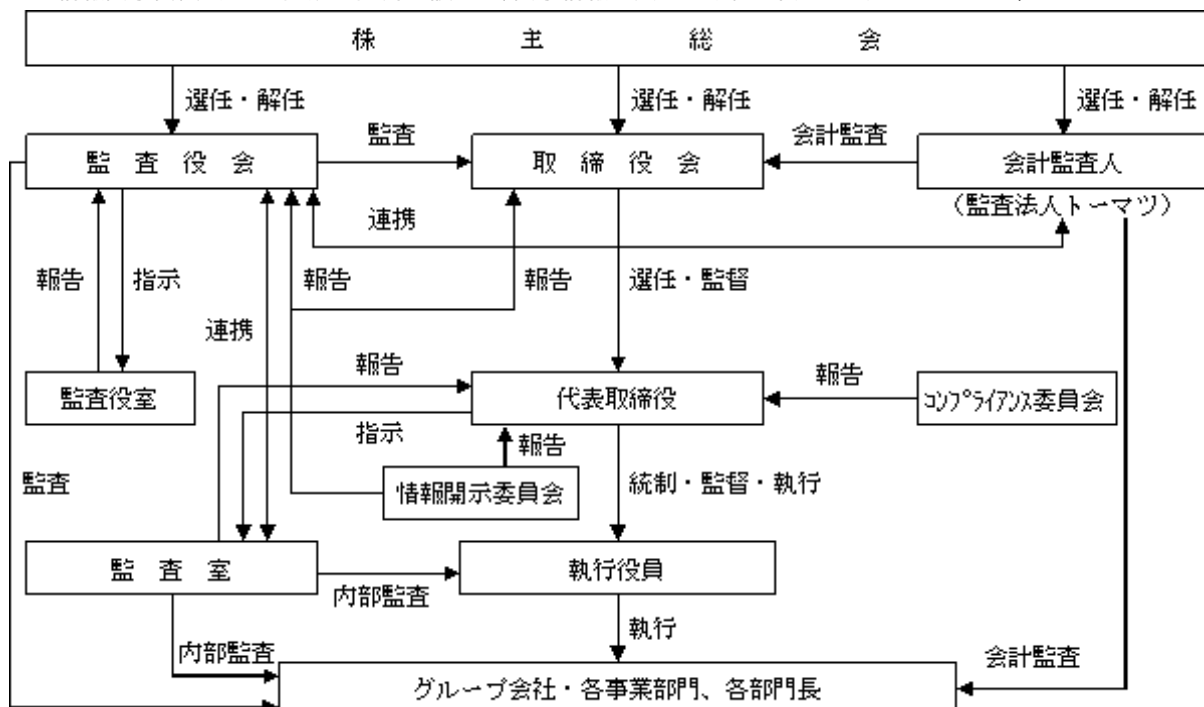 株主総会
選任・解任
選任・解任
選任・解任
監査役会
監査
取締役会
会計監査
会計監査人
(監査法人トーマツ)
連携
報告
指示
報告
報告
選任・監督
連携
監査役室
報告
代表取締役
報告
コンプライアンス委員会
指示
報告
監査
情報開示委員会
統制・監督・執行
監査室
内部監査
執行役員
執行
内部監査
会計監査
グループ会社・各事業部門、各部門長